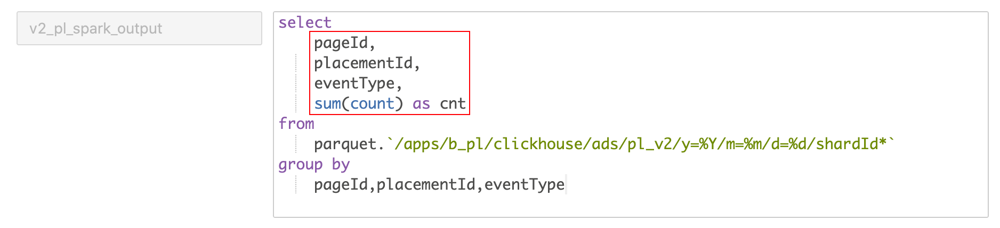 v2_pl_spark_output
select
pageId,
placementId,
eventType,
sum(count) as cnt
from
parquet.`/apps/b_pl/clickhouse/ads/pl_v2/y=%Y/m=%m/d=%d/shardId*`
group by
pageId,placementId,eventType